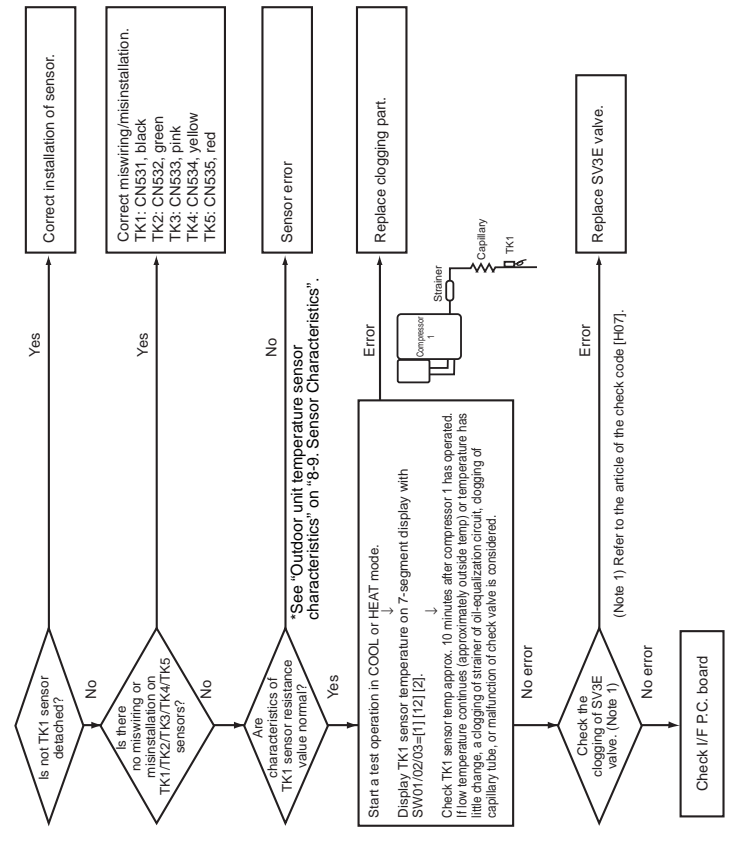 Is not TK1 sensor
detached?
Yes
Correct installation of sensor.
No
Is there
no miswiring or
misinstallation on
TK1/TK2/TK3/TK4/TK5
sensors?
Yes
Correct miswiring/misinstallation.
TK1: CN531, black
TK2: CN532, green
TK3: CN533, pink
TK4: CN534, yellow
TK5: CN535, red
No
Are
characteristics of
TK1 sensor resistance
value normal?
No
Sensor error
*See “Outdoor unit temperature sensor
characteristics” on “8-9. Sensor Characteristics”.
Yes
Start a test operation in COOL or HEAT mode.
↓
Display TK1 sensor temperature on 7-segment display with
SW01/02/03=[1] [12] [2].
↓
Check TK1 sensor temp approx. 10 minutes after compressor 1 has operated.
If low temperature continues (approximately outside temp) or temperature has
little change, a clogging of strainer of oil-equalization circuit, clogging of
capillary tube, or malfunction of check valve is considered.
Error
Replace clogging part.
Compressor
1
Strainer
Capillary
TK1
No error
Check the
clogging of SV3E
valve. (Note 1)
Error
Replace SV3E valve.
(Note 1) Refer to the article of the check code [H07].
No error
Check I/F P.C. board